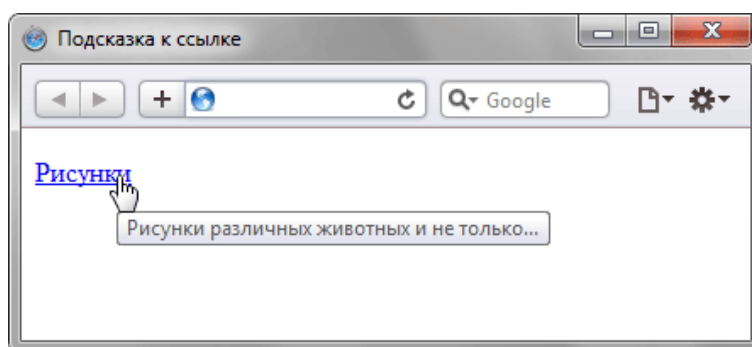 Подсказка к ссылке
Google
Рисунки
Рисунки различных животных и не только...